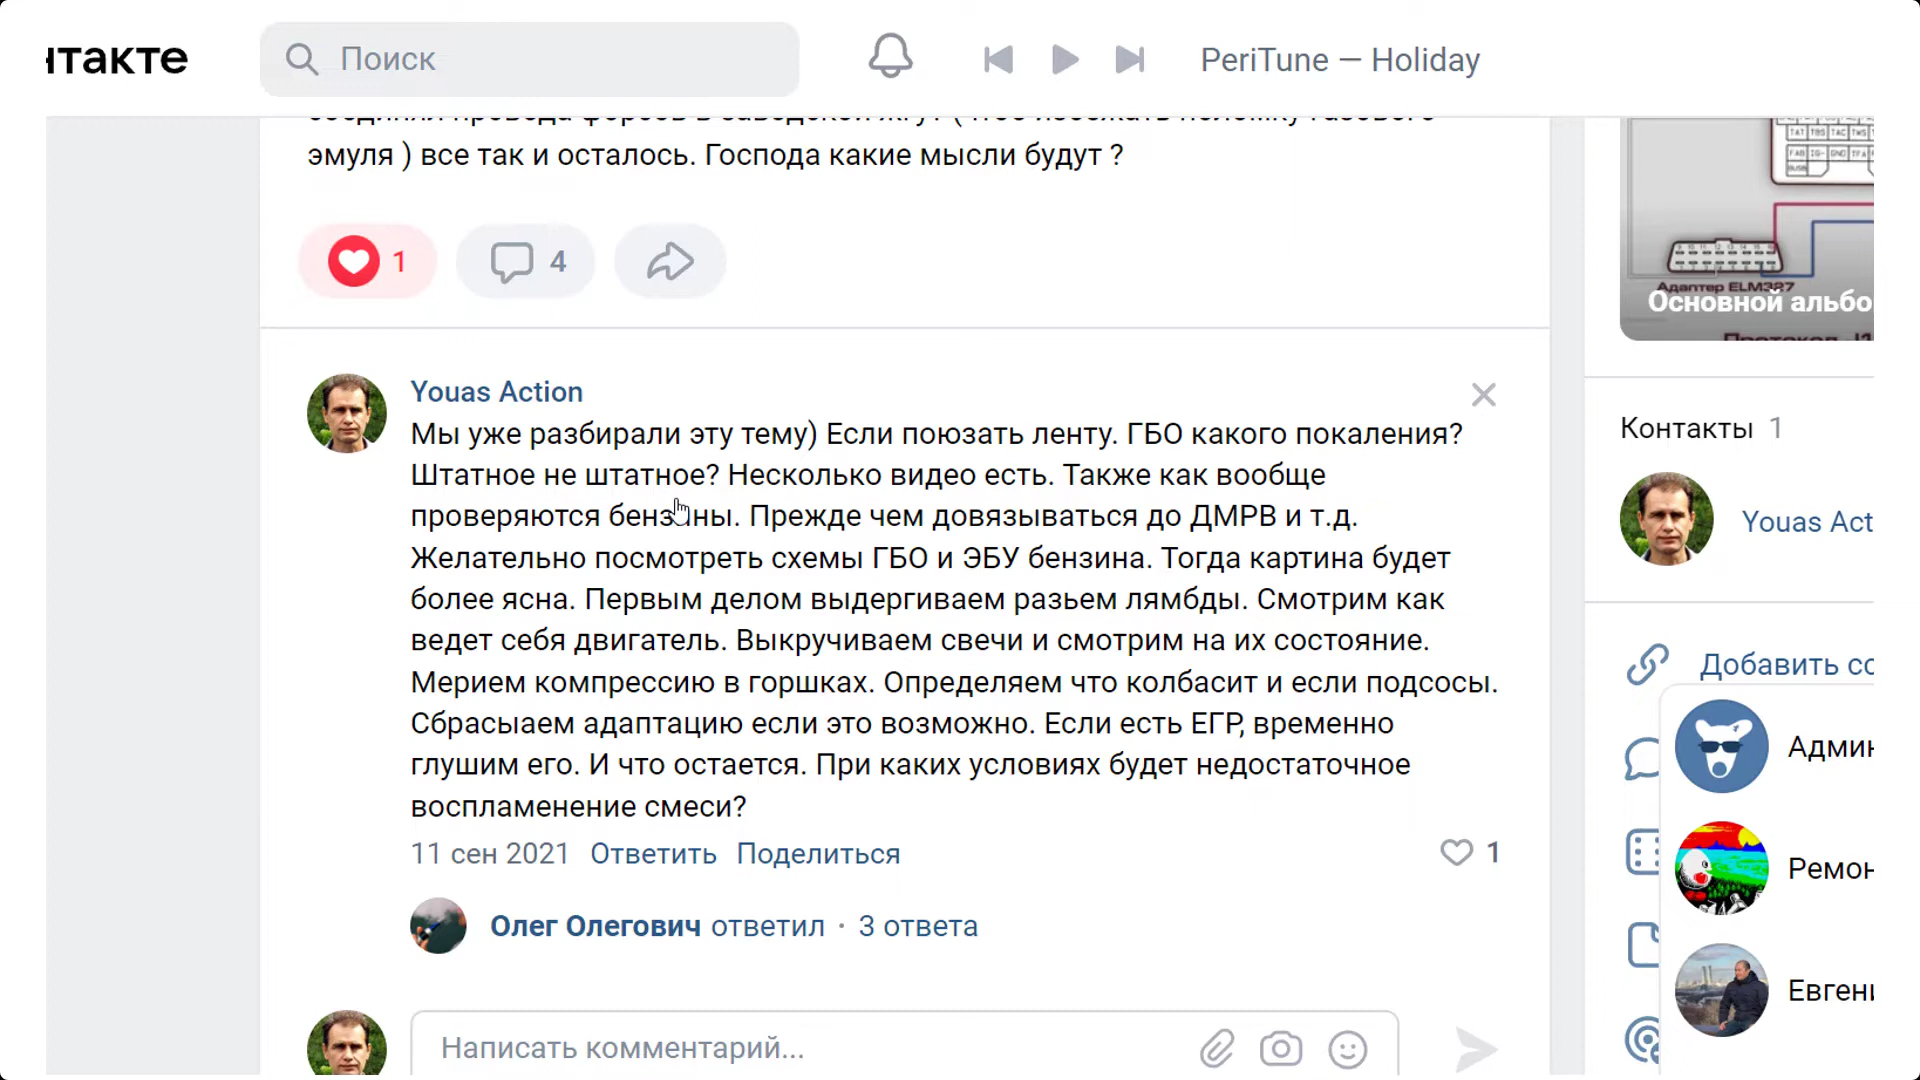 нтакте
Поиск
PeriTune — Holiday
эмуля ) все так и осталось. Господа какие мысли будут ?
1
4
Адаптер ELM327
Основной альбо
Youas Action
Мы уже разбирали эту тему) Если поюзать ленту. ГБО какого покаления?
Штатное не штатное? Несколько видео есть. Также как вообще
проверяются бензины. Прежде чем довязываться до ДМРВ и т.д.
Желательно посмотреть схемы ГБО и ЭБУ бензина. Тогда картина будет
более ясна. Первым делом выдергиваем разьем лямбды. Смотрим как
ведет себя двигатель. Выкручиваем свечи и смотрим на их состояние.
Мерием компрессию в горшках. Определяем что колбасит и если подсосы.
Сбрасыаем адаптацию если это возможно. Если есть ЕГР, временно
глушим его. И что остается. При каких условиях будет недостаточное
воспламенение смеси?
11 сен 2021 Ответить Поделиться
1
Олег Олегович ответил · 3 ответа
Написать комментарий...
Контакты 1
Youas Act
Добавить сс
Админ
Ремон
Евгени